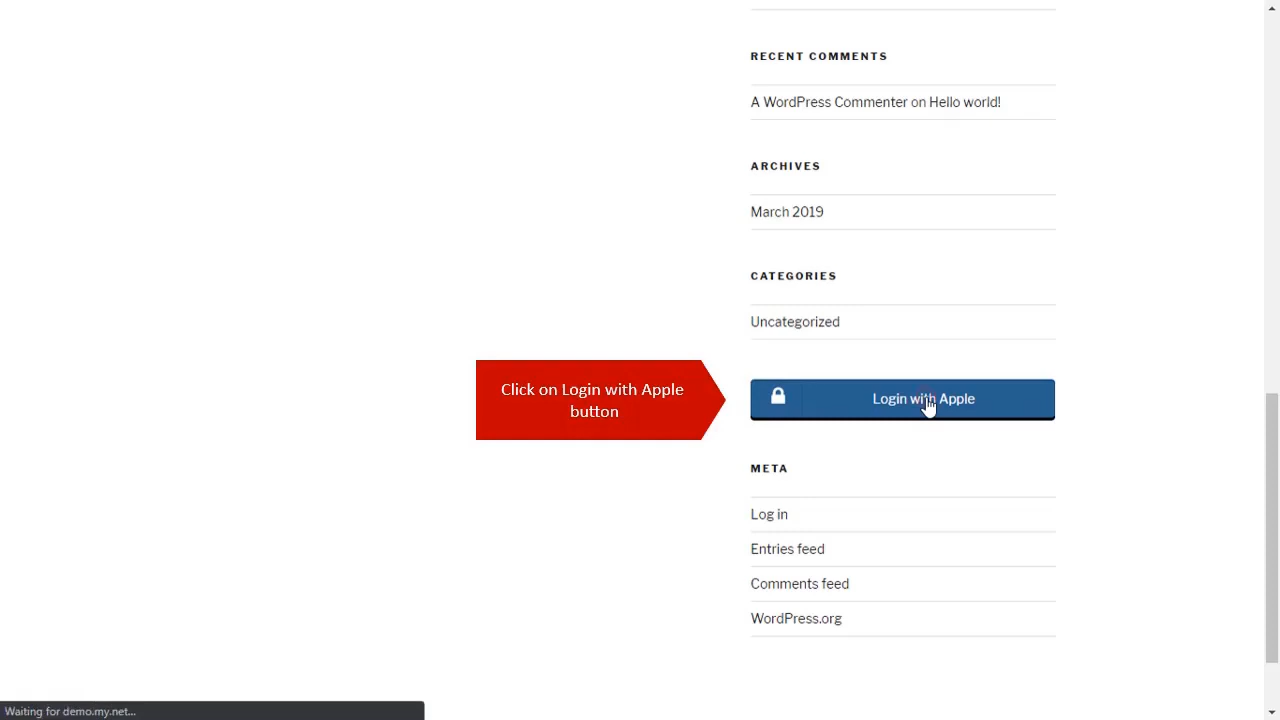 RECENT COMMENTS
A WordPress Commenter on Hello world!
ARCHIVES
March 2019
CATEGORIES
Uncategorized
Click on Login with Apple
button
Login with Apple
META
Log in
Entries feed
Comments feed
WordPress.org
Waiting for demo.my.net...